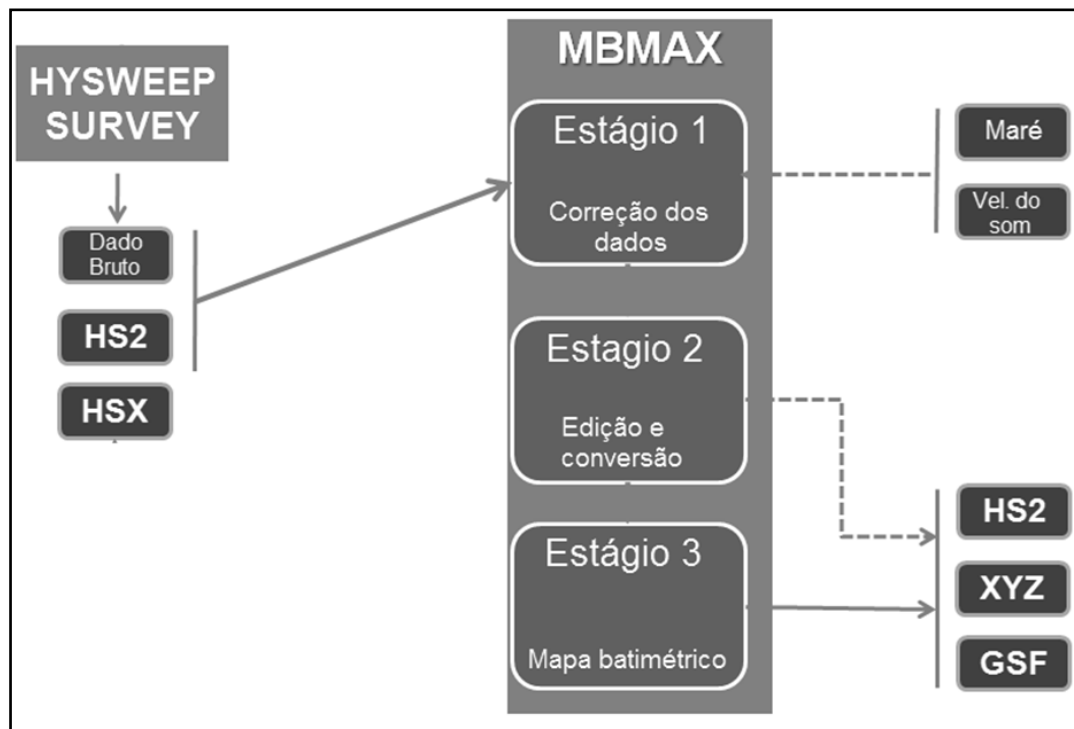 HYSWEEP
SURVEY
Dado
Bruto
HS2
HSX
MBMAX
Estágio 1
Correção dos
dados
Estagio 2
Edição e
conversão
Estágio 3
Mapa batimétrico
Maré
Vel. do
som
HS2
XYZ
GSF